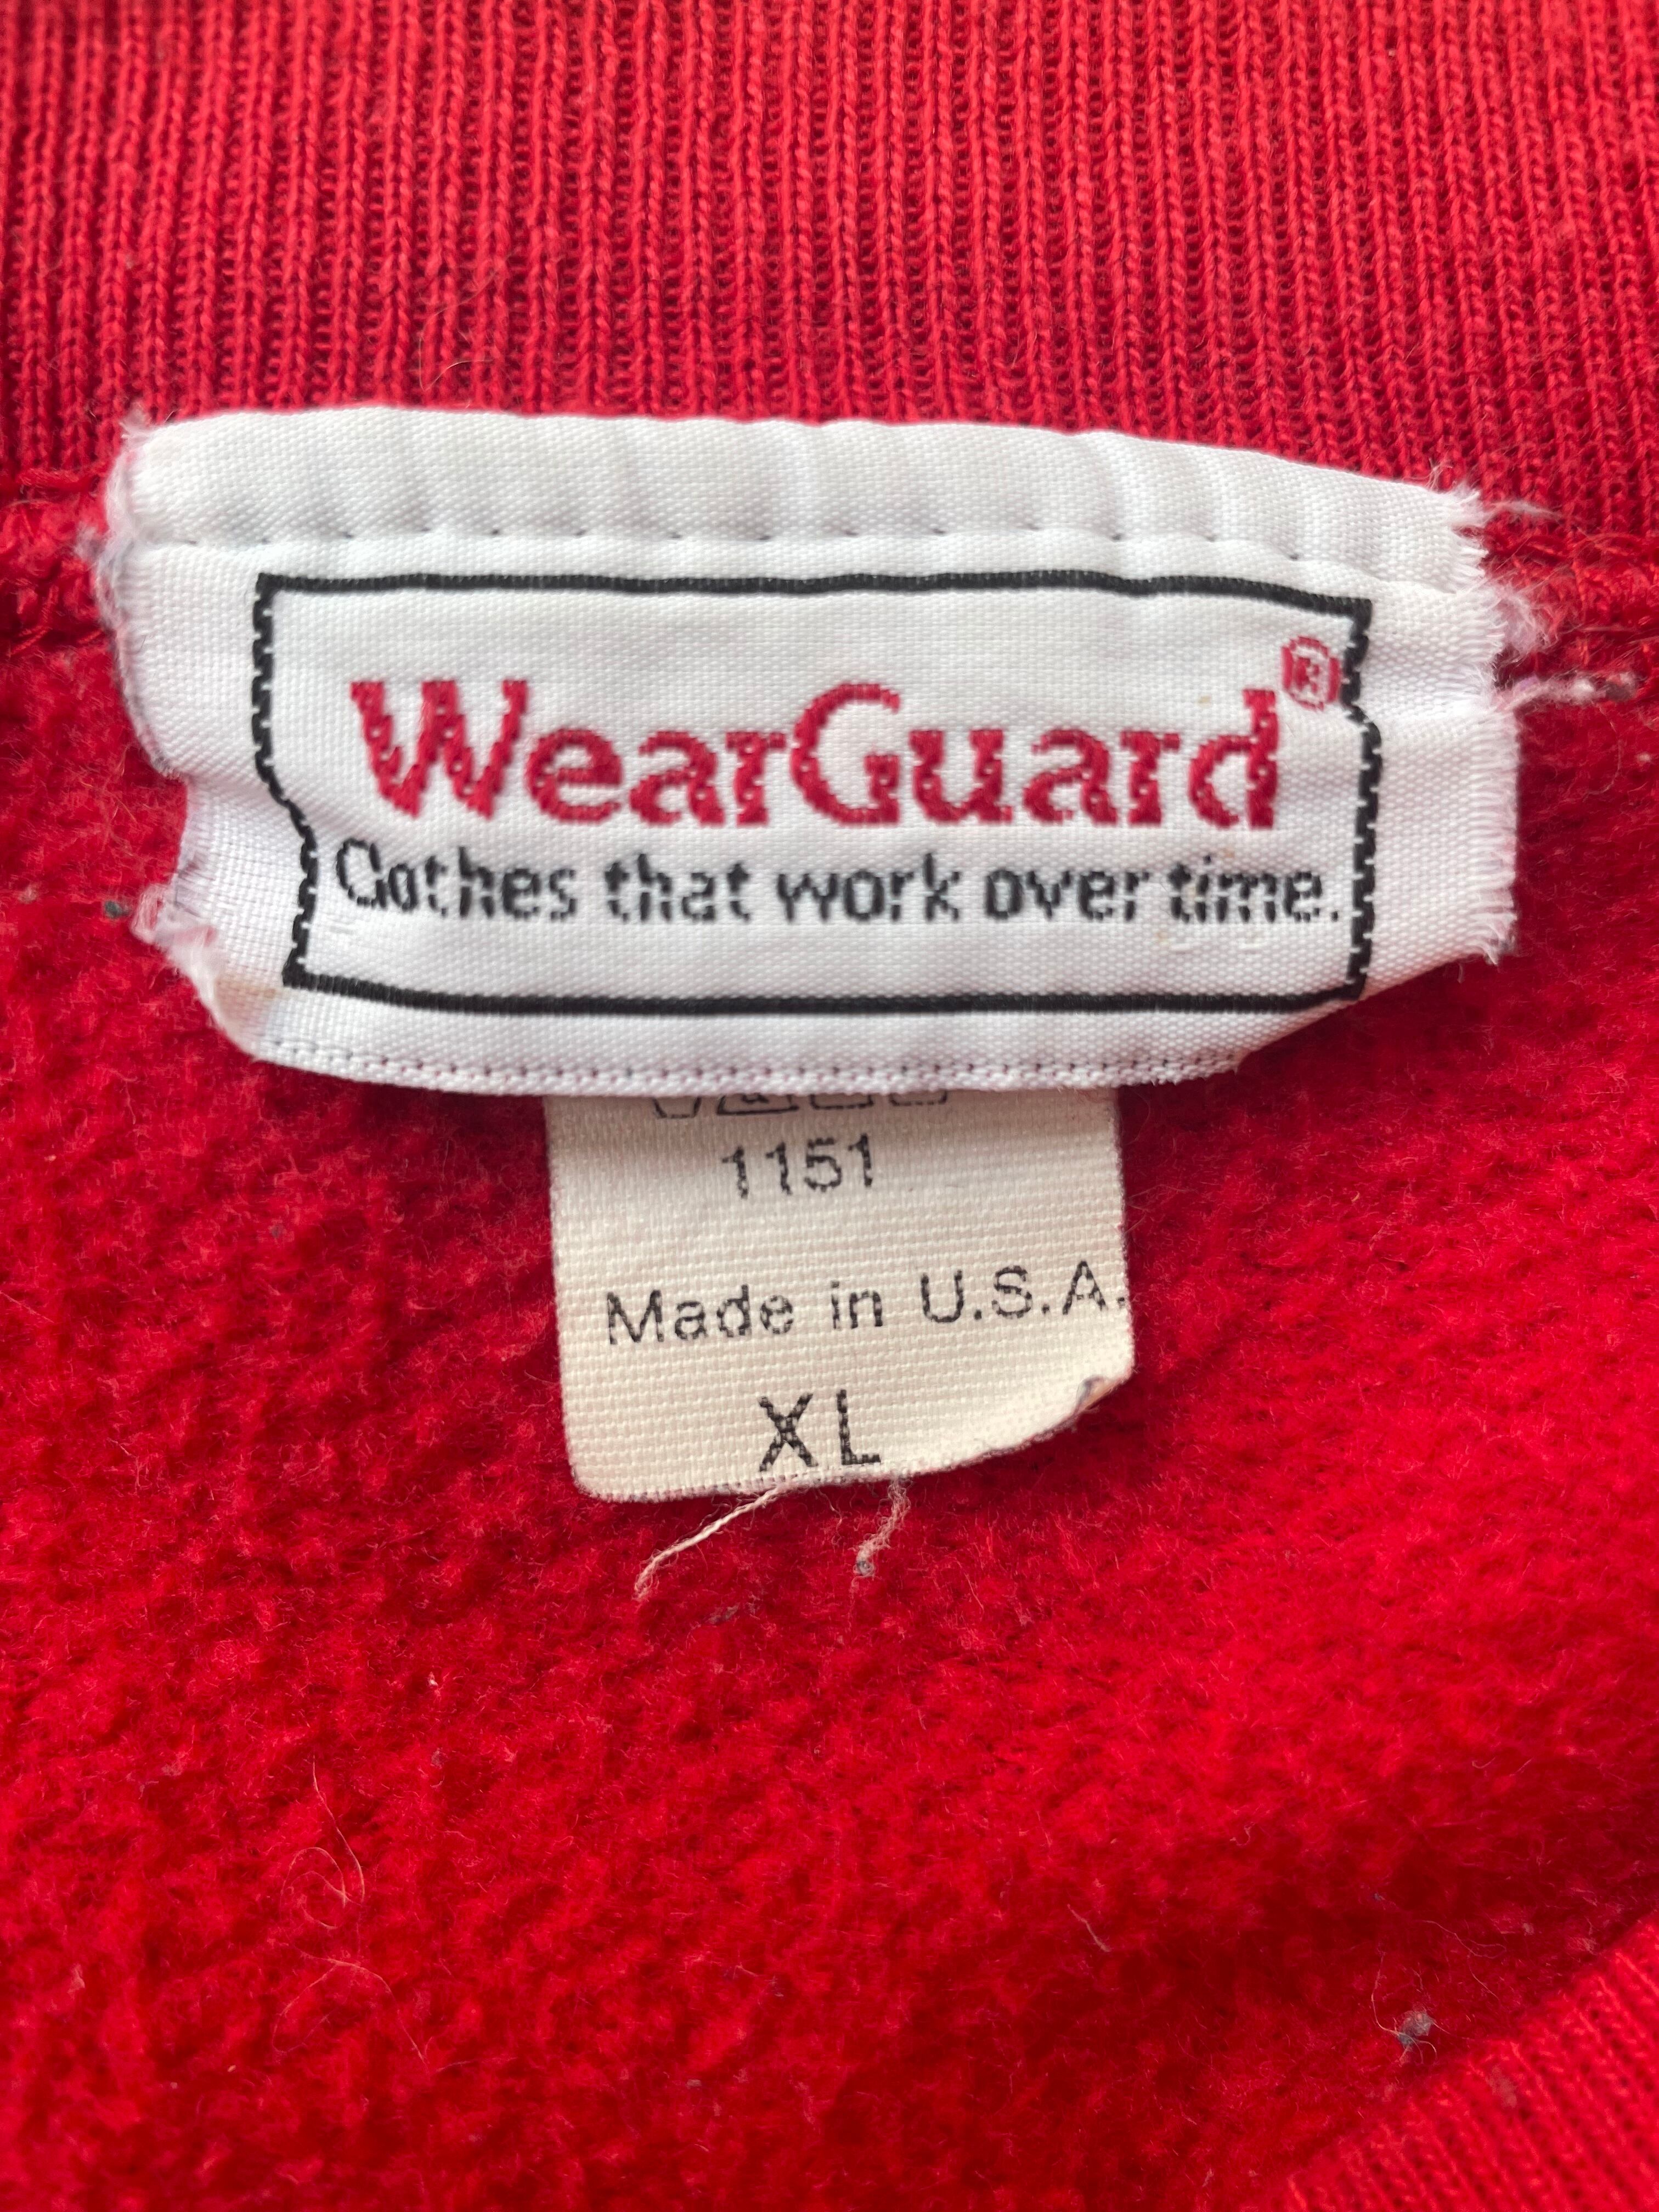 WearGuard®
Clothes that work over time.
1151
Made in U.S.A.
XL